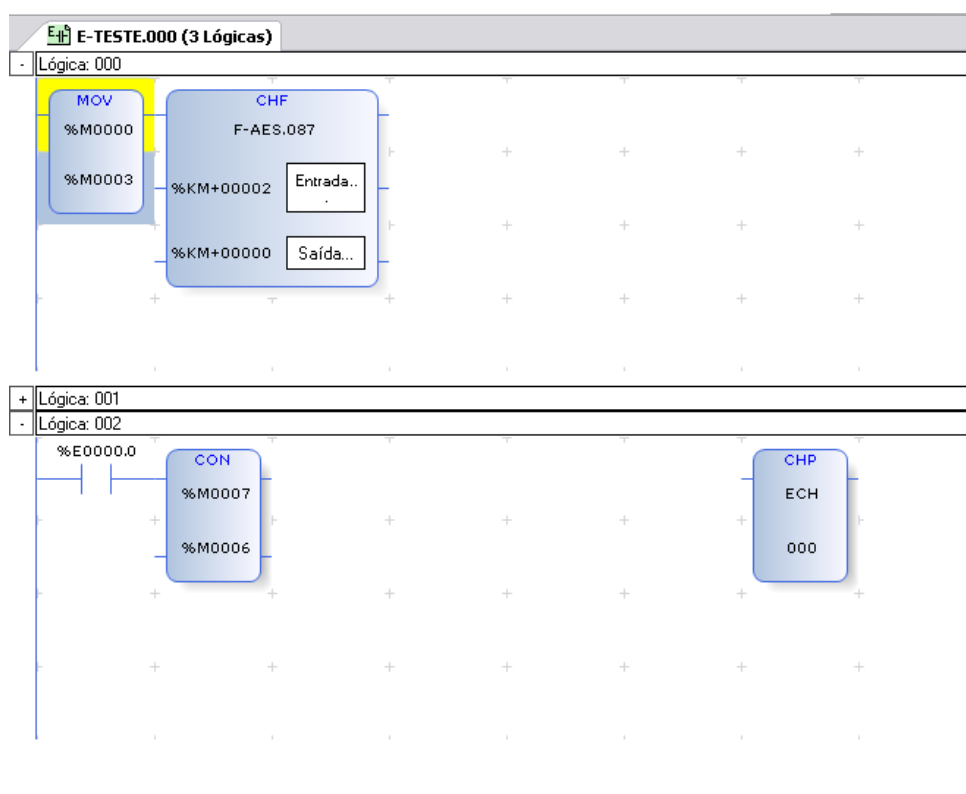 E-TESTE.000 (3 Lógicas)
- Lógica: 000
MOV
%M0000
%M0003
CHF
F-AES.087
%KM+00002 Entrada...
%KM+00000 Saída...
+ Lógica: 001
- Lógica: 002
%E0000.0
CON
%M0007
%M0006
CHP
ECH
000